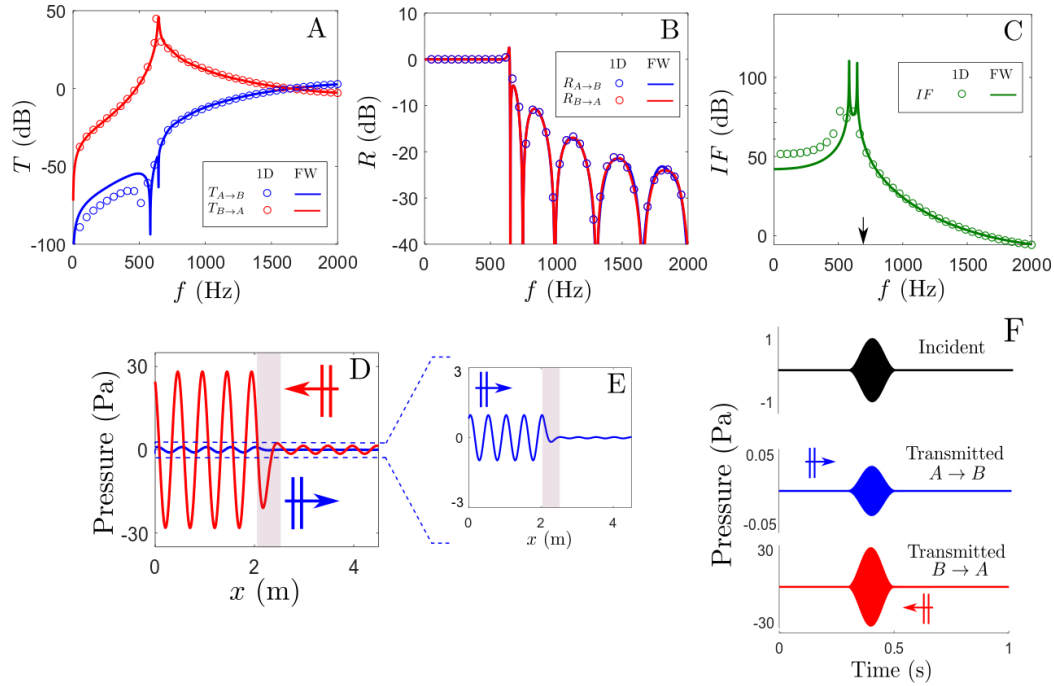 A
50
0
-50
-100
T (dB)
0 500 1000 1500 2000
f (Hz)
1D FW
T_{A→B}
T_{B→A}
B
10
0
-10
-20
-30
-40
R (dB)
0 500 1000 1500 2000
f (Hz)
1D FW
R_{A→B}
R_{B→A}
C
100
50
0
IF (dB)
0 500 1000 1500 2000
f (Hz)
1D FW
IF
D
30
0
-30
Pressure (Pa)
0 2 4
x (m)
E
3
0
-3
0 2 4
x (m)
F
Pressure (Pa)
1
-1
Incident
0.05
-0.05
Transmitted
A → B
30
-30
Transmitted
B → A
0 0.5 1
Time (s)